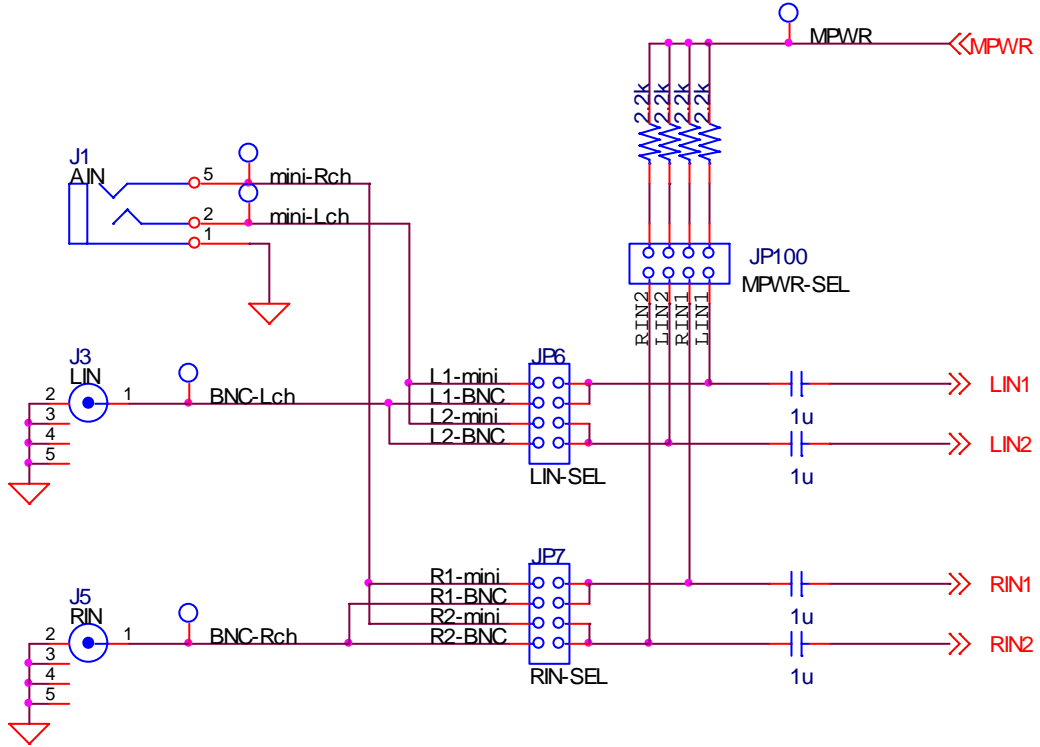 MPWR
MPWR
2.2k
2.2k
2.2k
2.2k
J1
AIN
5
mini-Rch
2
mini-Lch
1
JP100
MPWR-SEL
RIN2
LIN2
RIN1
LIN1
J3
LIN
2
1
3
4
5
BNC-Lch
JP6
L1-mini
L1-BNC
L2-mini
L2-BNC
LIN-SEL
1u
LIN1
1u
LIN2
J5
RIN
2
1
3
4
5
BNC-Rch
JP7
R1-mini
R1-BNC
R2-mini
R2-BNC
RIN-SEL
1u
RIN1
1u
RIN2